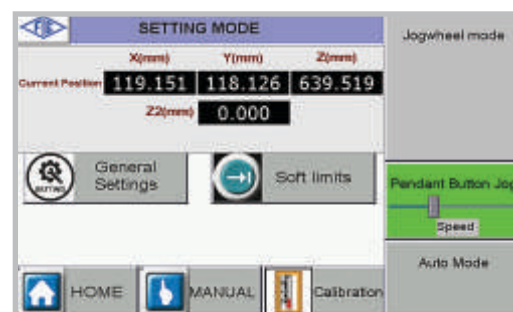 SETTING MODE
Jogwheel mode
X(mm) Y(mm) Z(mm)
Current Position 119.151 118.126 639.519
Z2(mm) 0.000
General
Settings
Soft limits
Pendant Button Jog
Speed
Auto Mode
HOME
MANUAL
Calibration